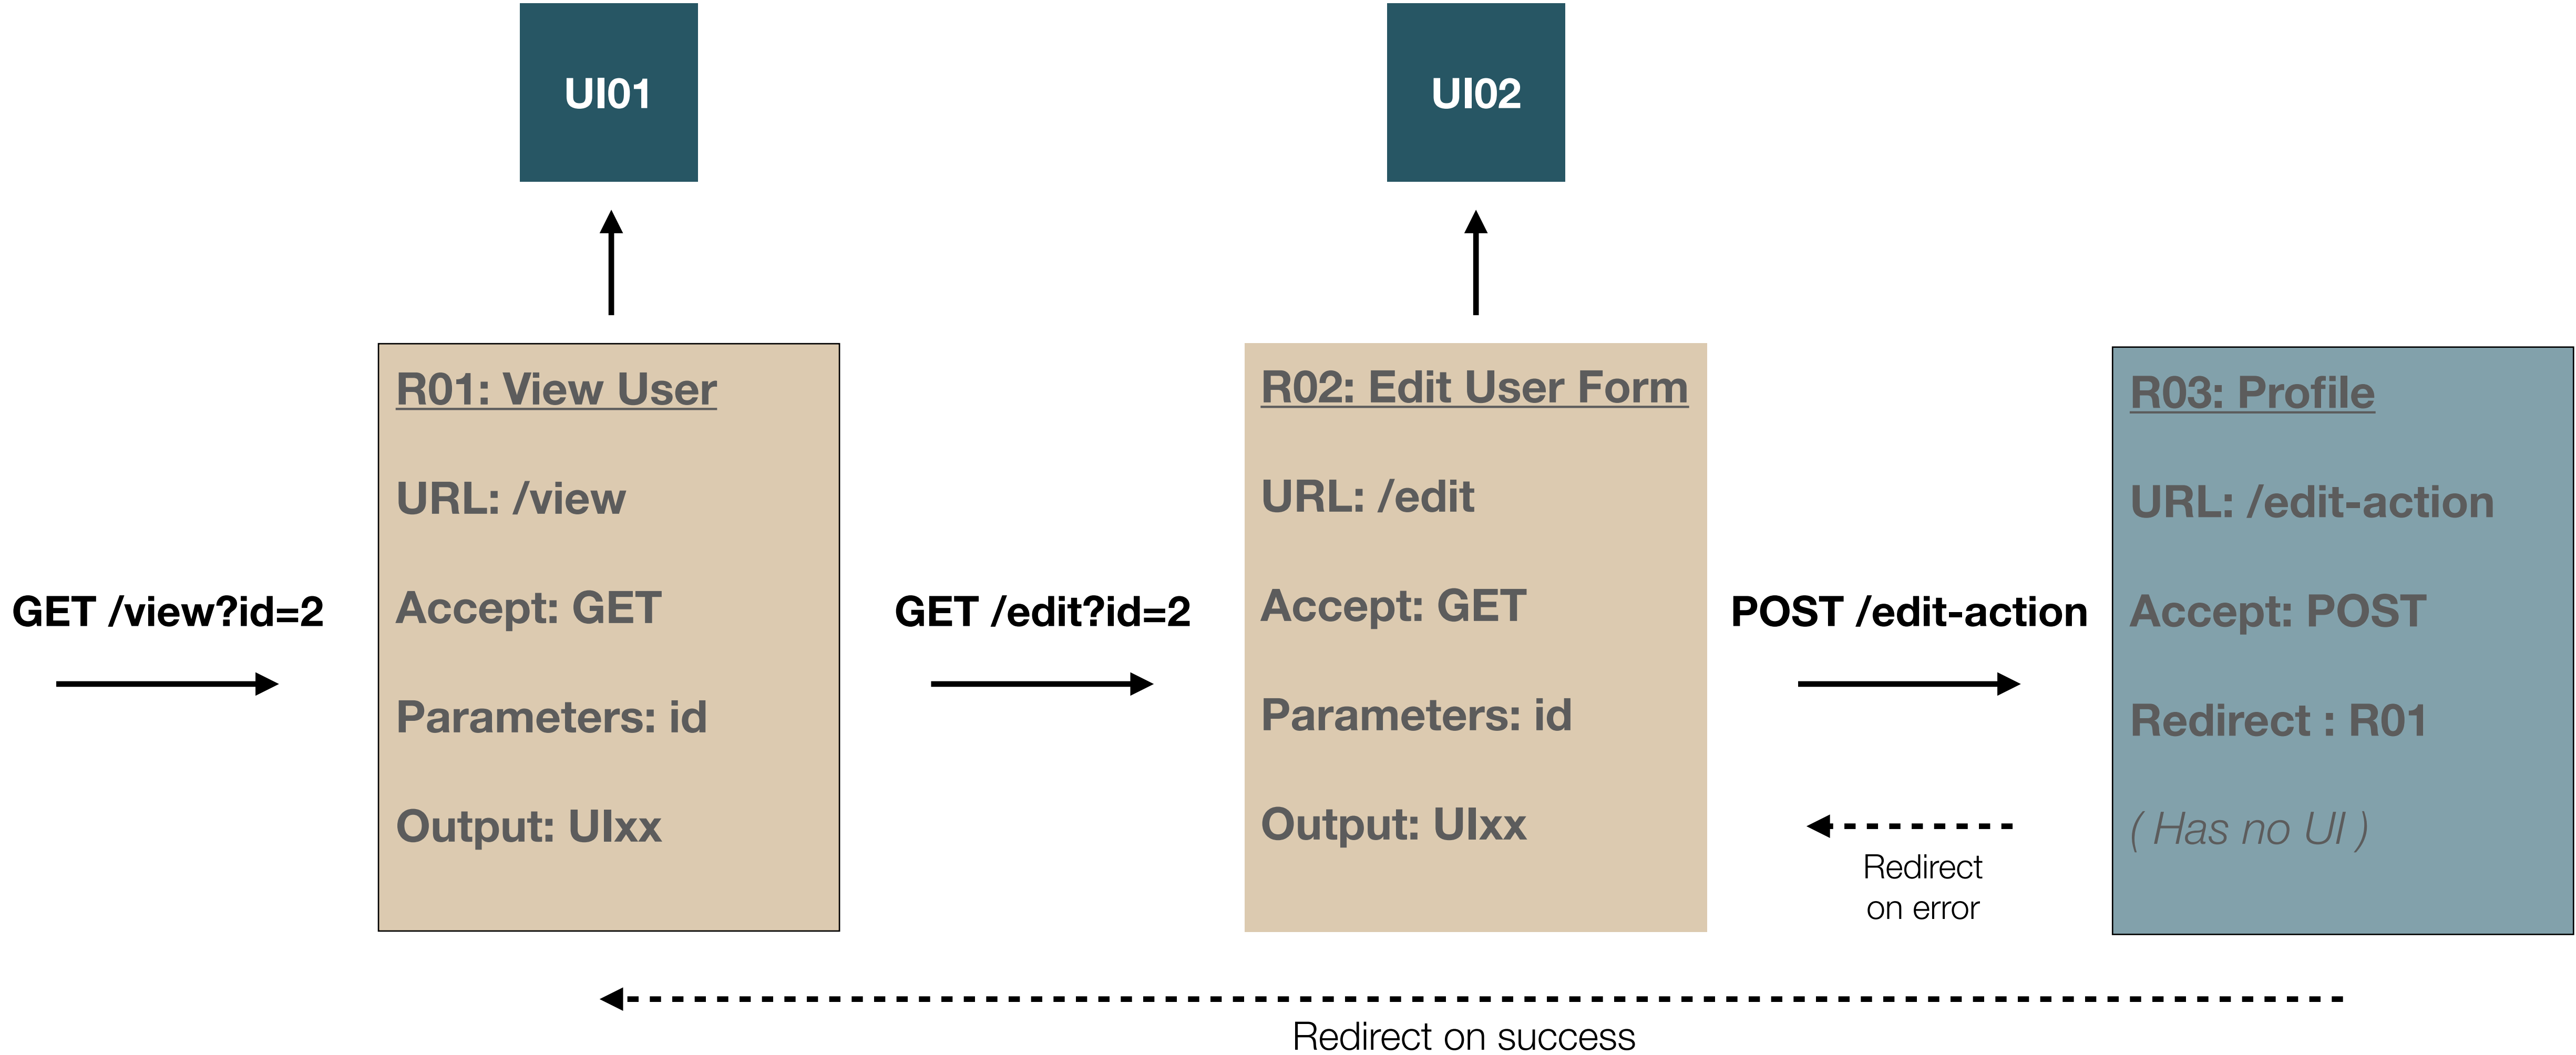 UI01
UI02
GET /view?id=2
R01: View User
URL: /view
Accept: GET
Parameters: id
Output: UIxx
GET /edit?id=2
R02: Edit User Form
URL: /edit
Accept: GET
Parameters: id
Output: UIxx
POST /edit-action
Redirect
on error
R03: Profile
URL: /edit-action
Accept: POST
Redirect : R01
( Has no UI )
Redirect on success